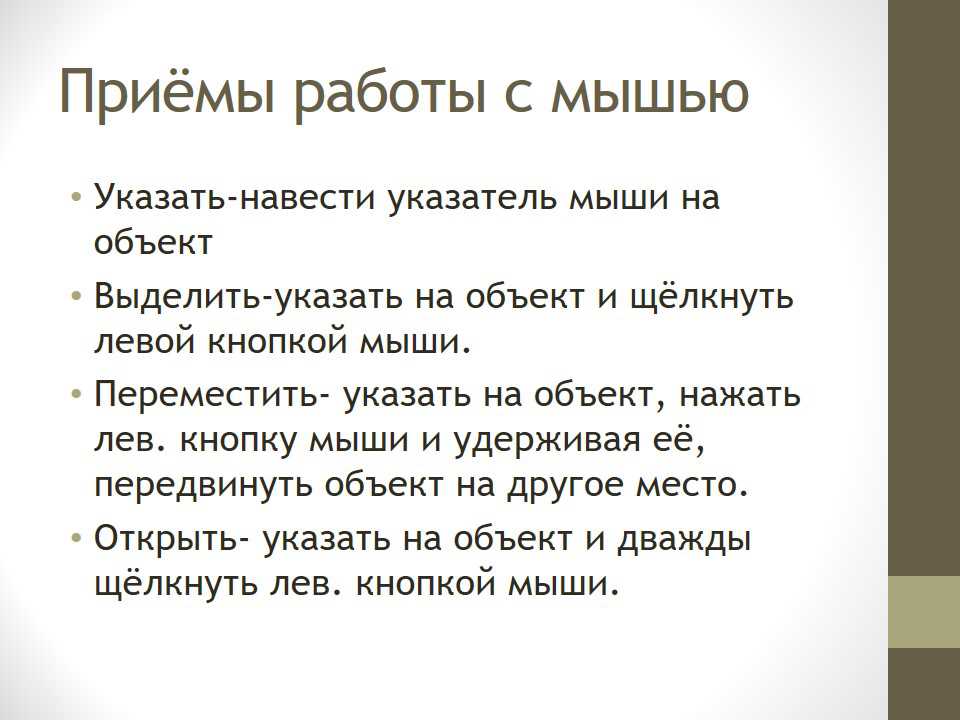 Приёмы работы с мышью
• Указать-навести указатель мыши на
объект
• Выделить-указать на объект и щёлкнуть
левой кнопкой мыши.
• Переместить- указать на объект, нажать
лев. кнопку мыши и удерживая её,
передвинуть объект на другое место.
• Открыть- указать на объект и дважды
щёлкнуть лев. кнопкой мыши.